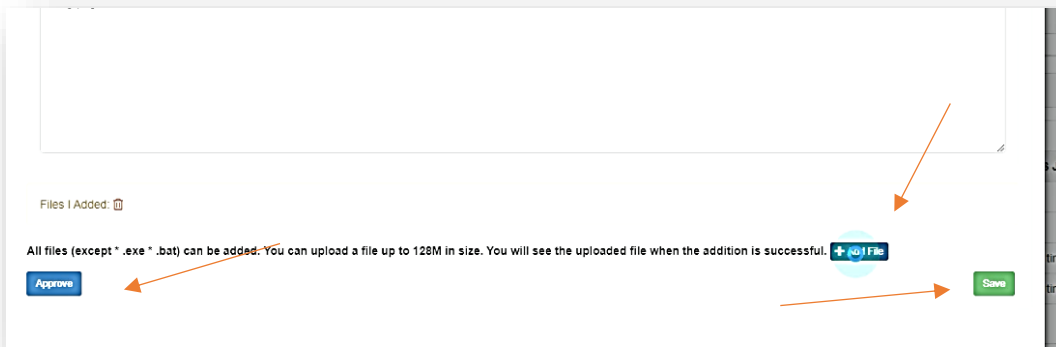 Files I Added:
All files (except * .exe * .bat) can be added. You can upload a file up to 128M in size. You will see the uploaded file when the addition is successful. + Add File
Approve
Save